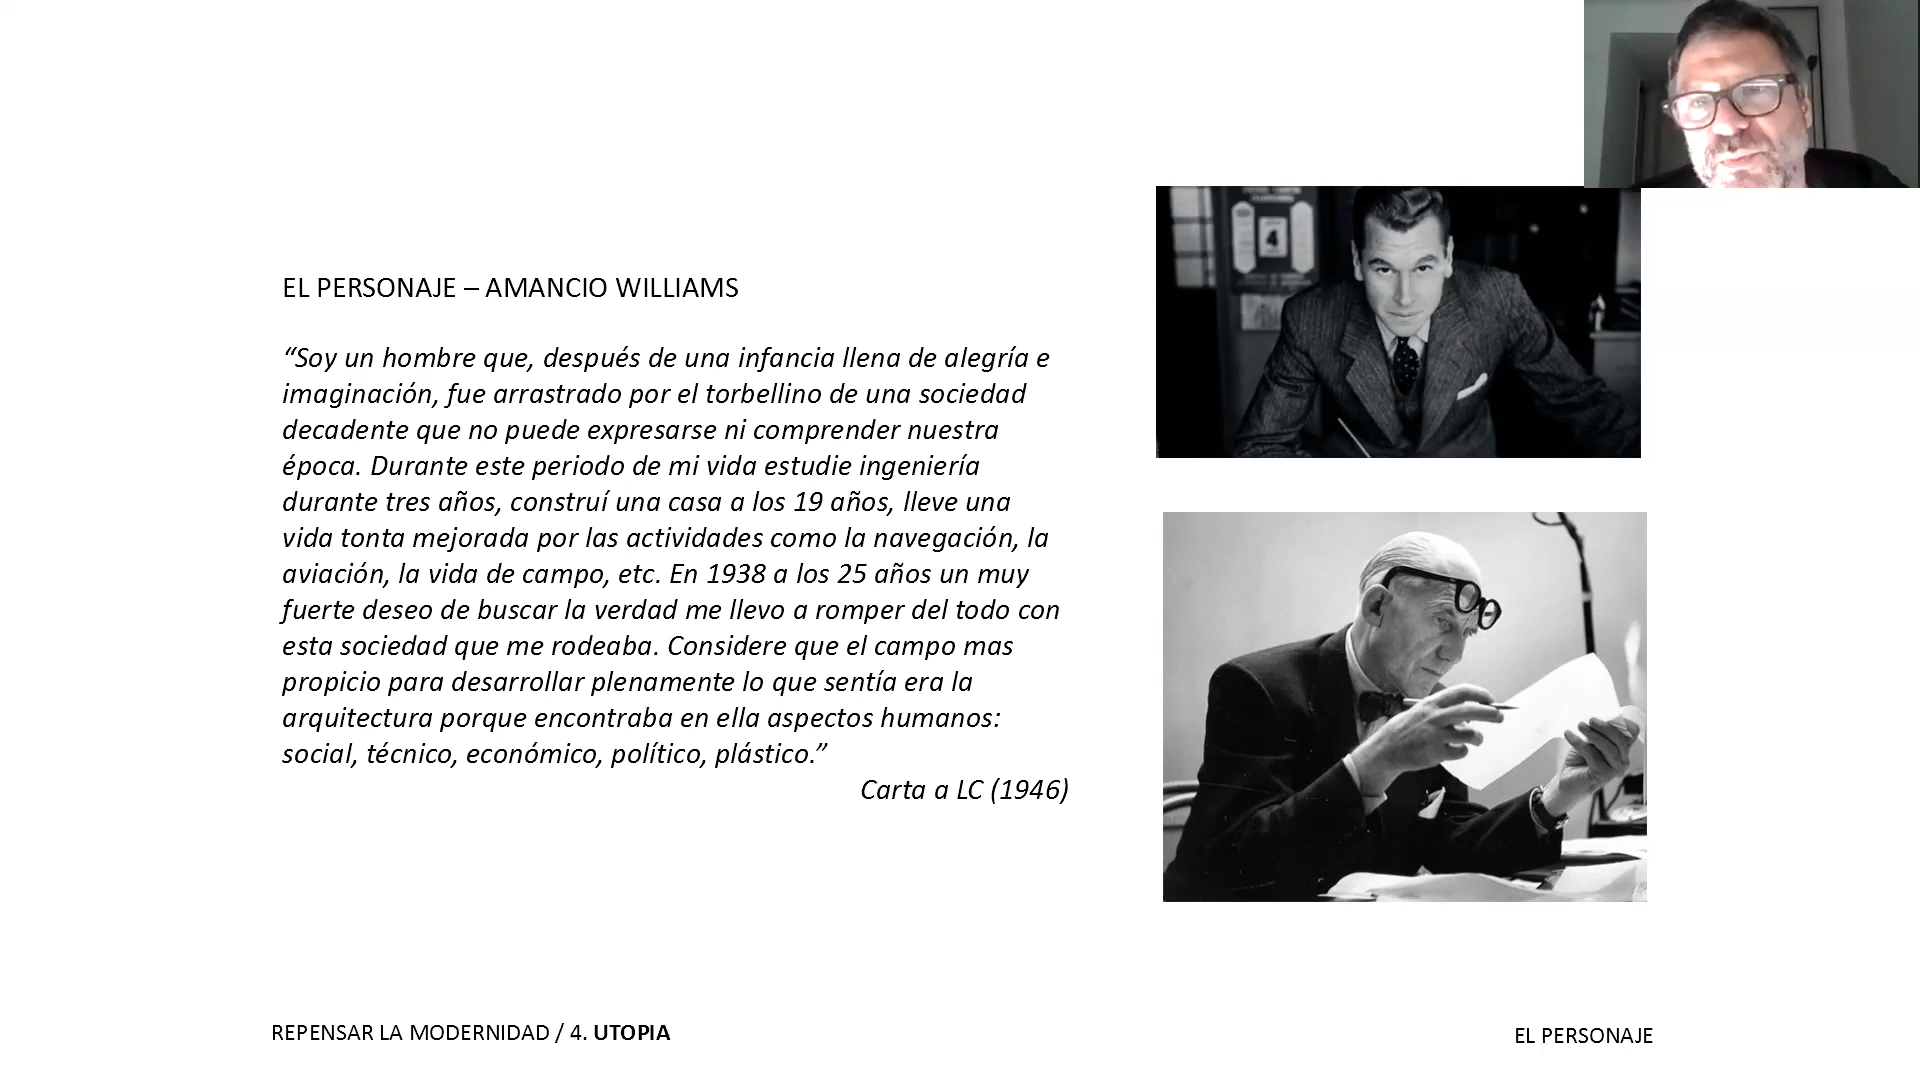 EL PERSONAJE – AMANCIO WILLIAMS
“Soy un hombre que, después de una infancia llena de alegría e
imaginación, fue arrastrado por el torbellino de una sociedad
decadente que no puede expresarse ni comprender nuestra
época. Durante este periodo de mi vida estudie ingeniería
durante tres años, construí una casa a los 19 años, lleve una
vida tonta mejorada por las actividades como la navegación, la
aviación, la vida de campo, etc. En 1938 a los 25 años un muy
fuerte deseo de buscar la verdad me llevo a romper del todo con
esta sociedad que me rodeaba. Considere que el campo mas
propicio para desarrollar plenamente lo que sentía era la
arquitectura porque encontraba en ella aspectos humanos:
social, técnico, económico, político, plástico.”
Carta a LC (1946)
4
REPENSAR LA MODERNIDAD / 4. UTOPIA
EL PERSONAJE